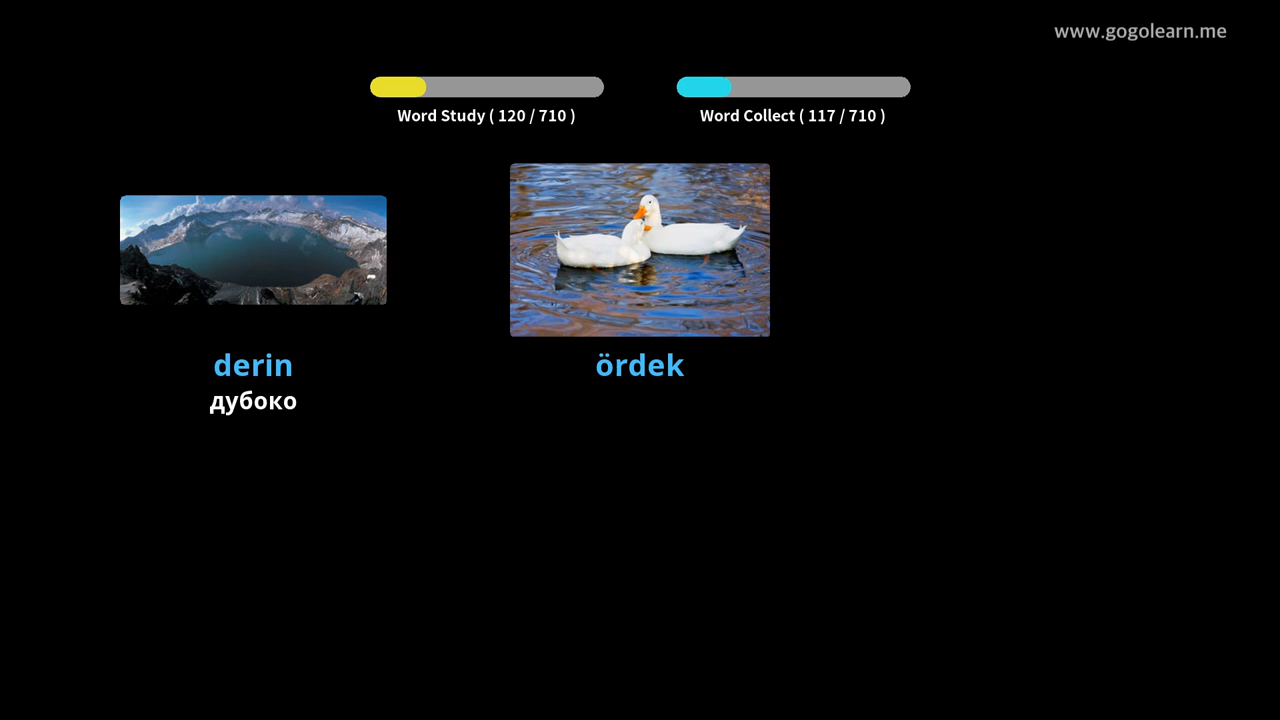 www.gogolearn.me
Word Study ( 120 / 710 )
Word Collect ( 117 / 710 )
derin
дубоко
ördek